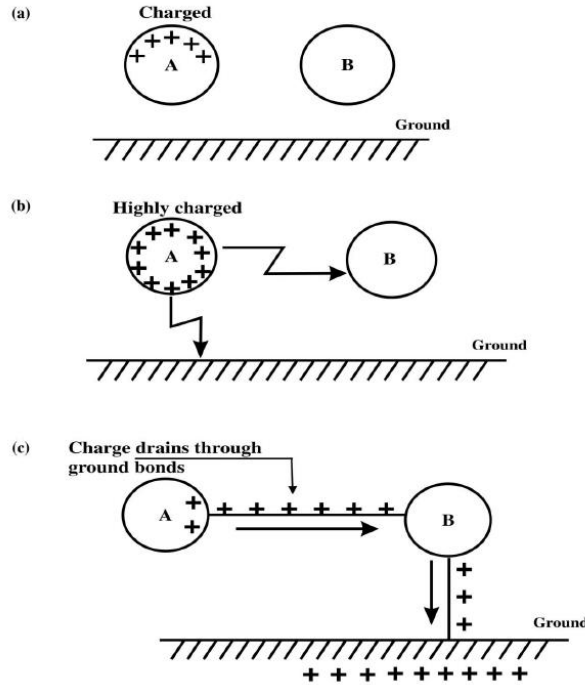 (a)
Charged
+ + + + +
A
B
Ground
(b)
Highly charged
+ + + + + + + + + + +
A
B
Ground
(c)
Charge drains through
ground bonds
+ + + + + +
A
+
+
B
+
+
+
Ground
+ + + + + + + + +